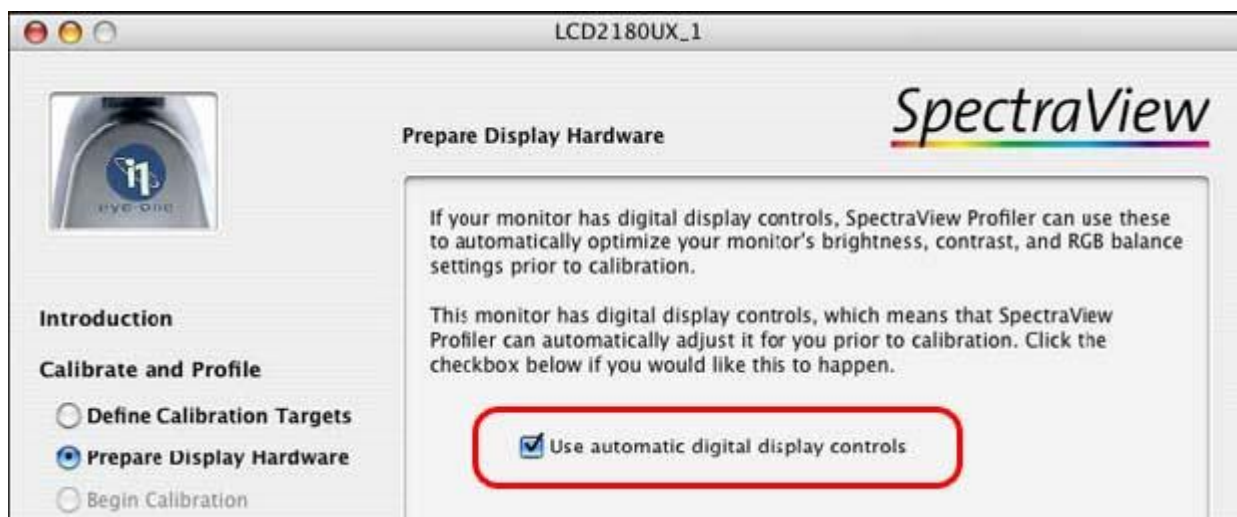 LCD2180UX_1
SpectraView
i1
eye-one
Prepare Display Hardware
If your monitor has digital display controls, SpectraView Profiler can use these
to automatically optimize your monitor's brightness, contrast, and RGB balance
settings prior to calibration.
This monitor has digital display controls, which means that SpectraView
Profiler can automatically adjust it for you prior to calibration. Click the
checkbox below if you would like this to happen.
Use automatic digital display controls
Introduction
Calibrate and Profile
Define Calibration Targets
Prepare Display Hardware
Begin Calibration